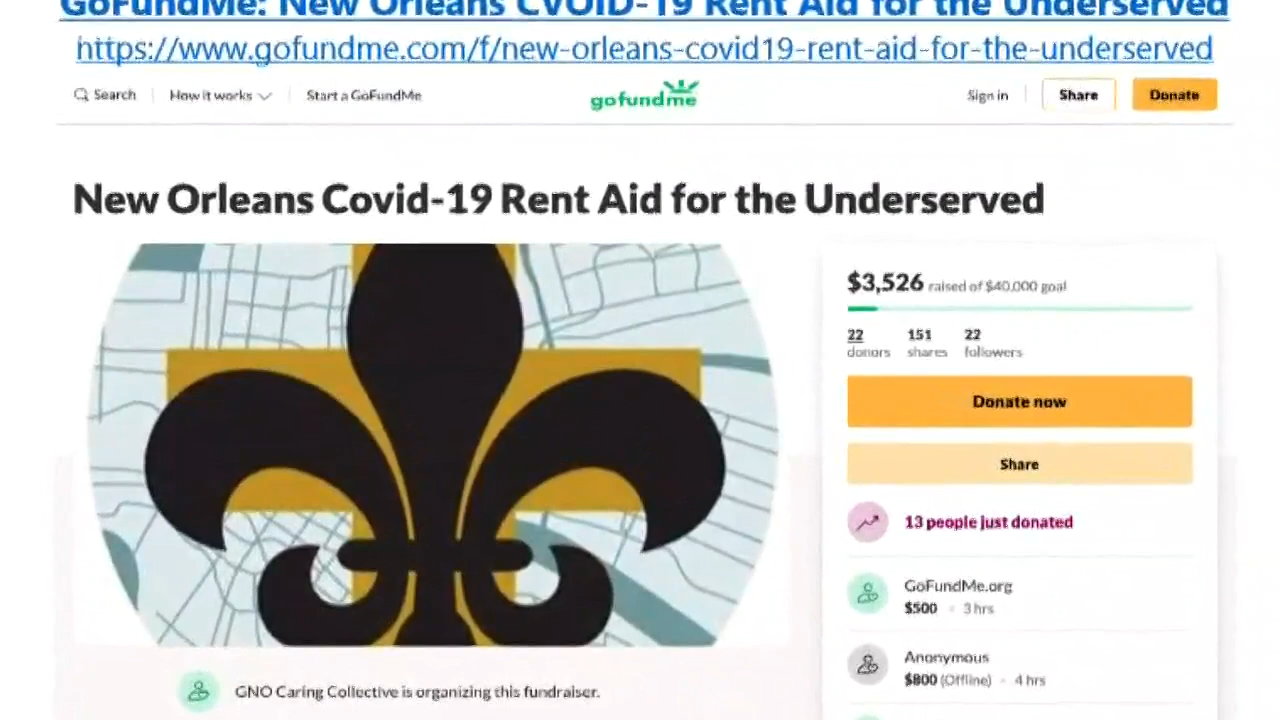 GoFundMe: New Orleans CVOID-19 Rent Aid for the Underserved
https://www.gofundme.com/f/new-orleans-covid19-rent-aid-for-the-underserved
Search How it works Start a GoFundMe gofundme Sign in Share Donate
New Orleans Covid-19 Rent Aid for the Underserved
$3,526 raised of $40,000 goal
22 151 22
donors shares followers
Donate now
Share
13 people just donated
GoFundMe.org
$500 • 3 hrs
Anonymous
$800 (Offline) • 4 hrs
GNO Caring Collective is organizing this fundraiser.